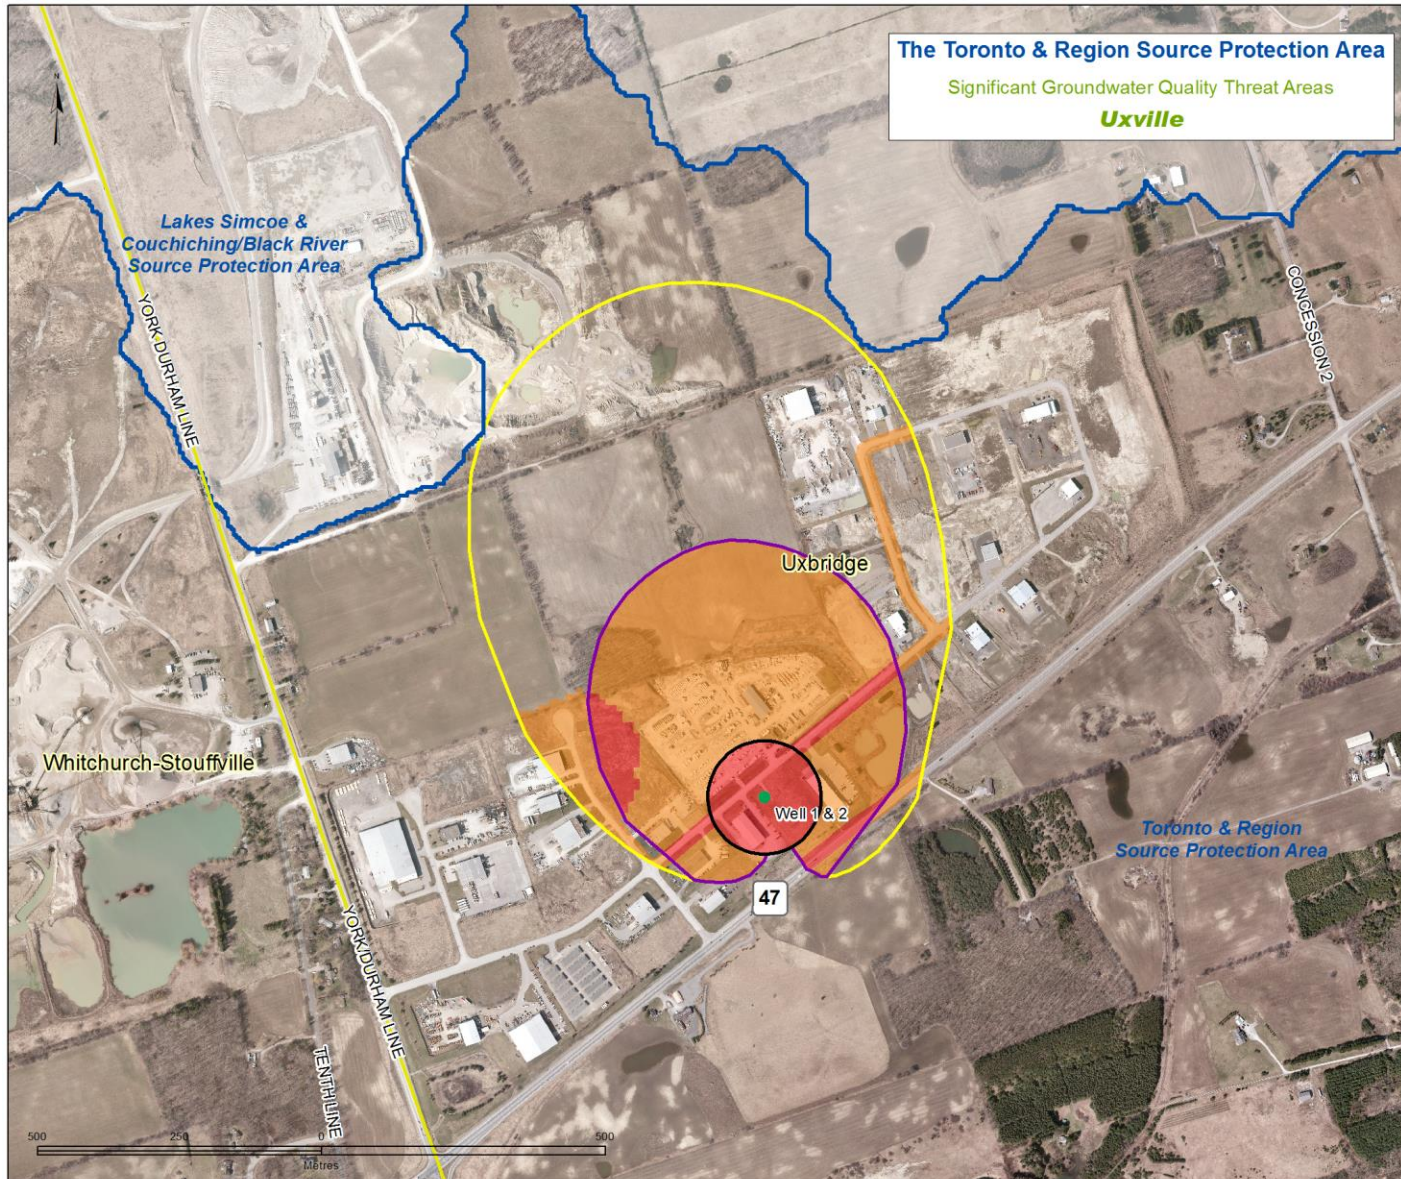 The Toronto & Region Source Protection Area
Significant Groundwater Quality Threat Areas
Uxville
N
Lakes Simcoe &
Couchiching/Black River
Source Protection Area
YORK DURHAM LINE
CONCESSION 2
Uxbridge
Whitchurch-Stouffville
Well 1 & 2
Toronto & Region
Source Protection Area
47
YORK/DURHAM LINE
TENTH LINE
500 250 0 500
Metres